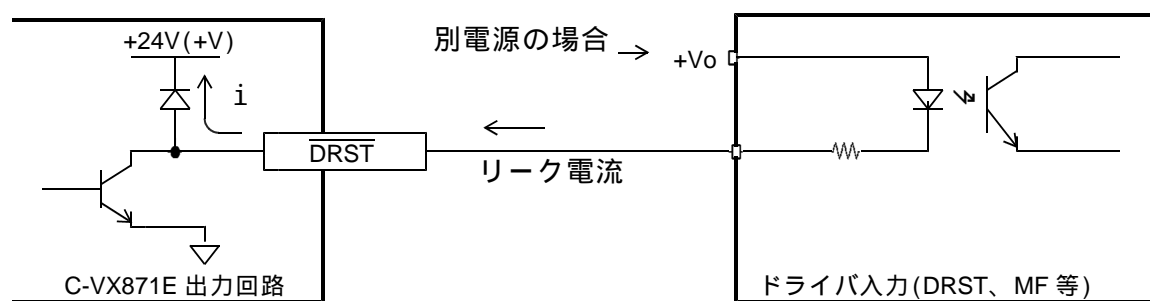 +24V(+V)
i
別電源の場合
+Vo
DRST
リーク電流
C-VX871E 出力回路
ドライバ入力(DRST、MF 等)